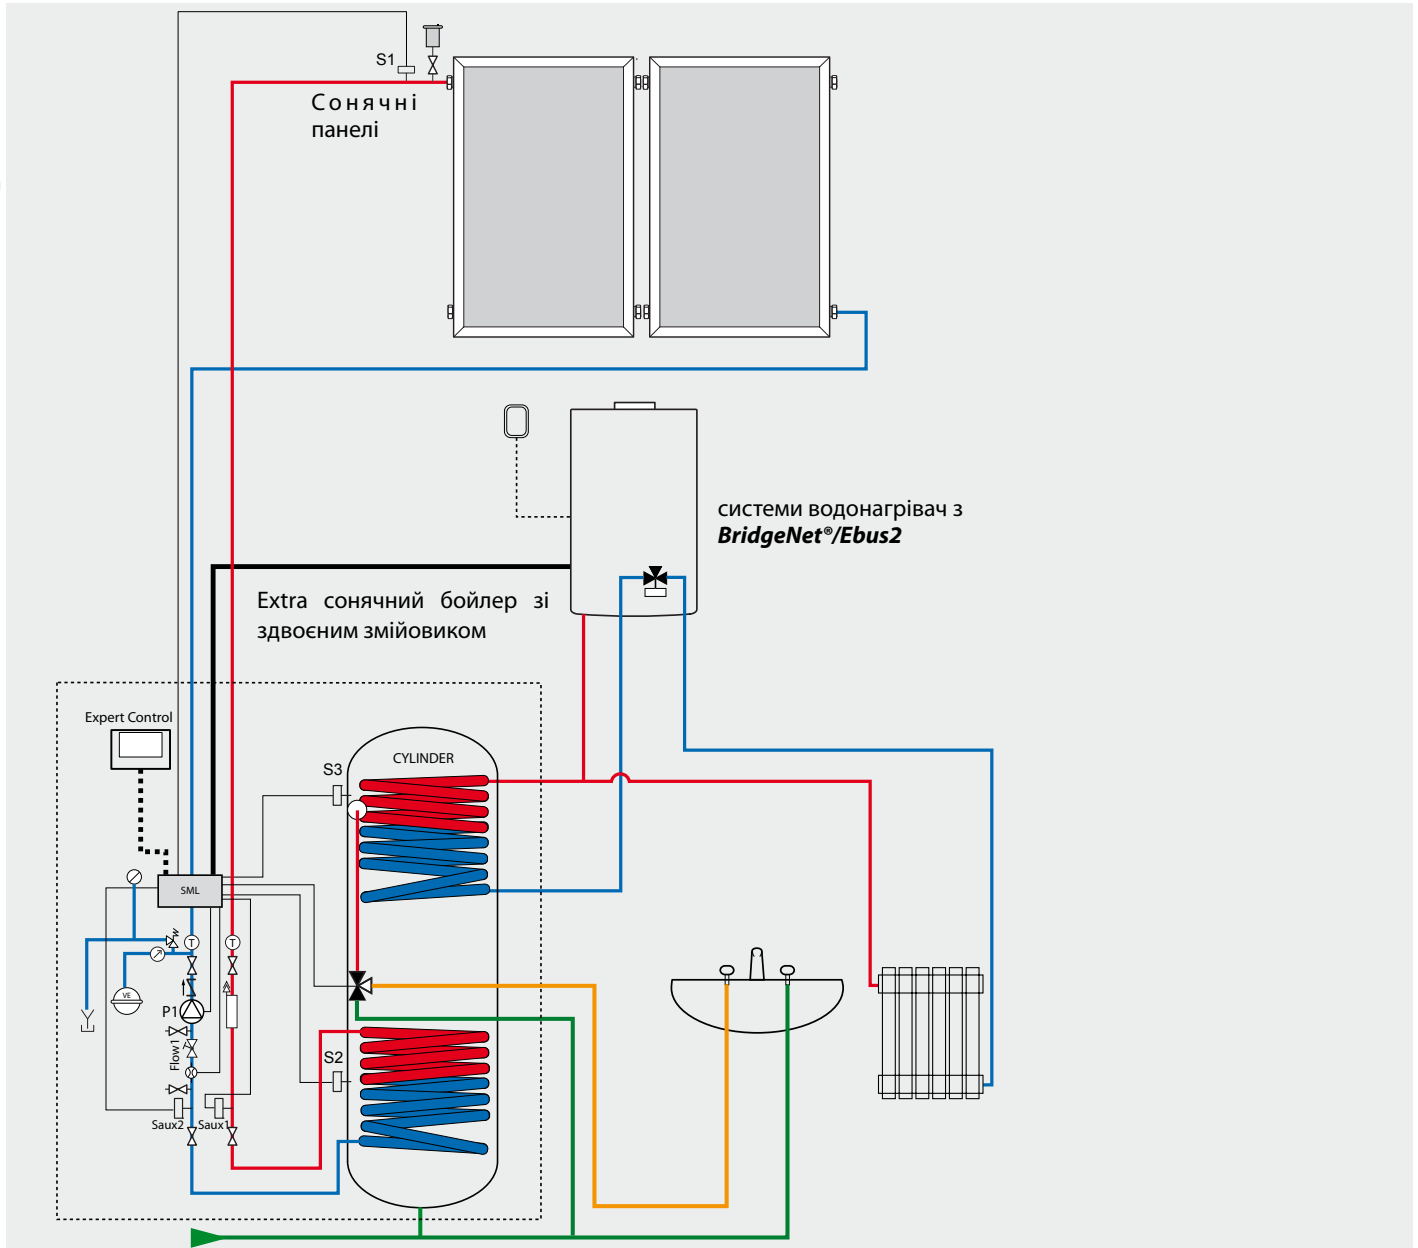 S1
Сонячні
панелі
системи водонагрівач з
BridgeNet®/Ebus2
Extra сонячний бойлер зі
здвоєним змійовиком
Expert Control
CYLINDER
S3
SML
T
T
VE
P1
Flow1
S2
Saux2
Saux1